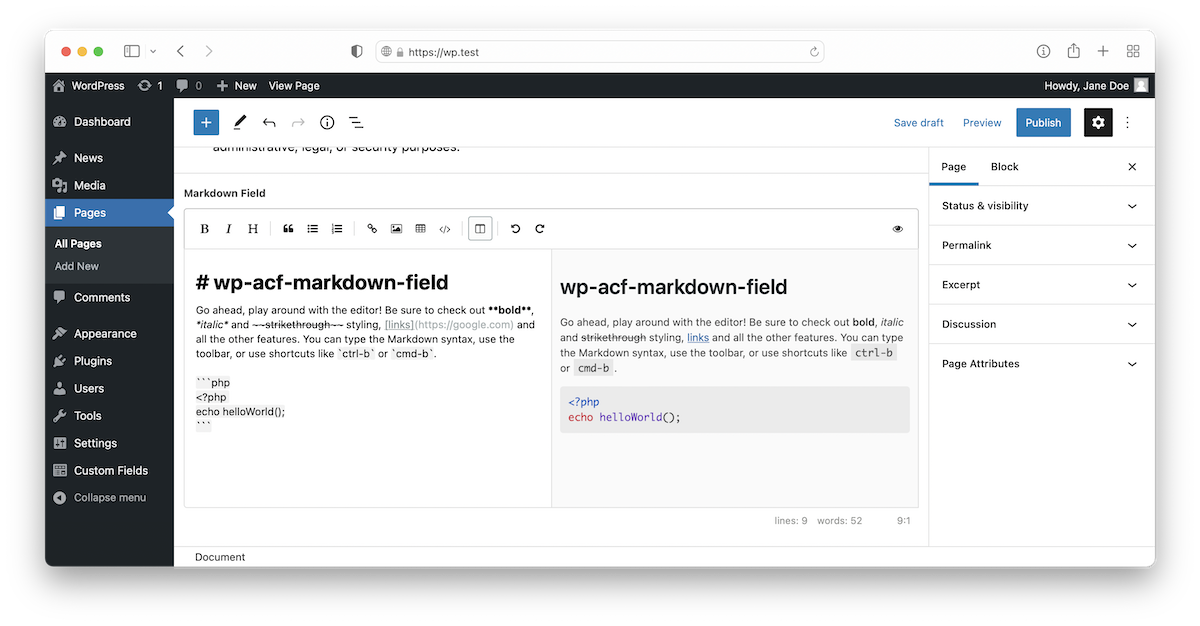 https://wp.test
WordPress 1 0 New View Page Howdy, Jane Doe
Dashboard
News
Media
Pages
All Pages
Add New
Comments
Appearance
Plugins
Users
Tools
Settings
Custom Fields
Collapse menu
Save draft Preview Publish
administrative, legal, or security purposes.
Markdown Field
B I H
# wp-acf-markdown-field
Go ahead, play around with the editor! Be sure to check out **bold**,
*italic* and ~~strikethrough~~ styling, [links](https://google.com) and
all the other features. You can type the Markdown syntax, use the
toolbar, or use shortcuts like `ctrl-b` or `cmd-b`.
```php
<?php
echo helloWorld();
```
wp-acf-markdown-field
Go ahead, play around with the editor! Be sure to check out bold, italic
and strikethrough styling, links and all the other features. You can type
the Markdown syntax, use the toolbar, or use shortcuts like ctrl-b
or cmd-b .
<?php
echo helloWorld();
lines: 9 words: 52 9:1
Document
Page Block
Status & visibility
Permalink
Excerpt
Discussion
Page Attributes